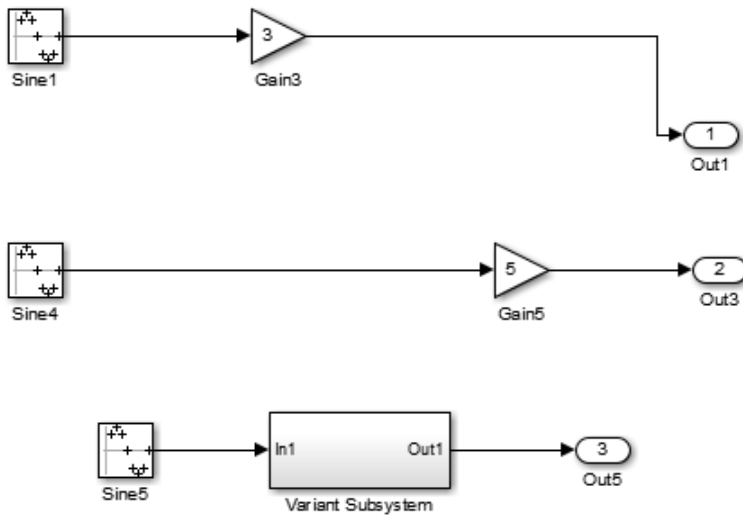 3
Sine1
Gain3
1
Out1
5
2
Sine4
Gain5
Out3
In1 Out1
3
Sine5
Variant Subsystem
Out5